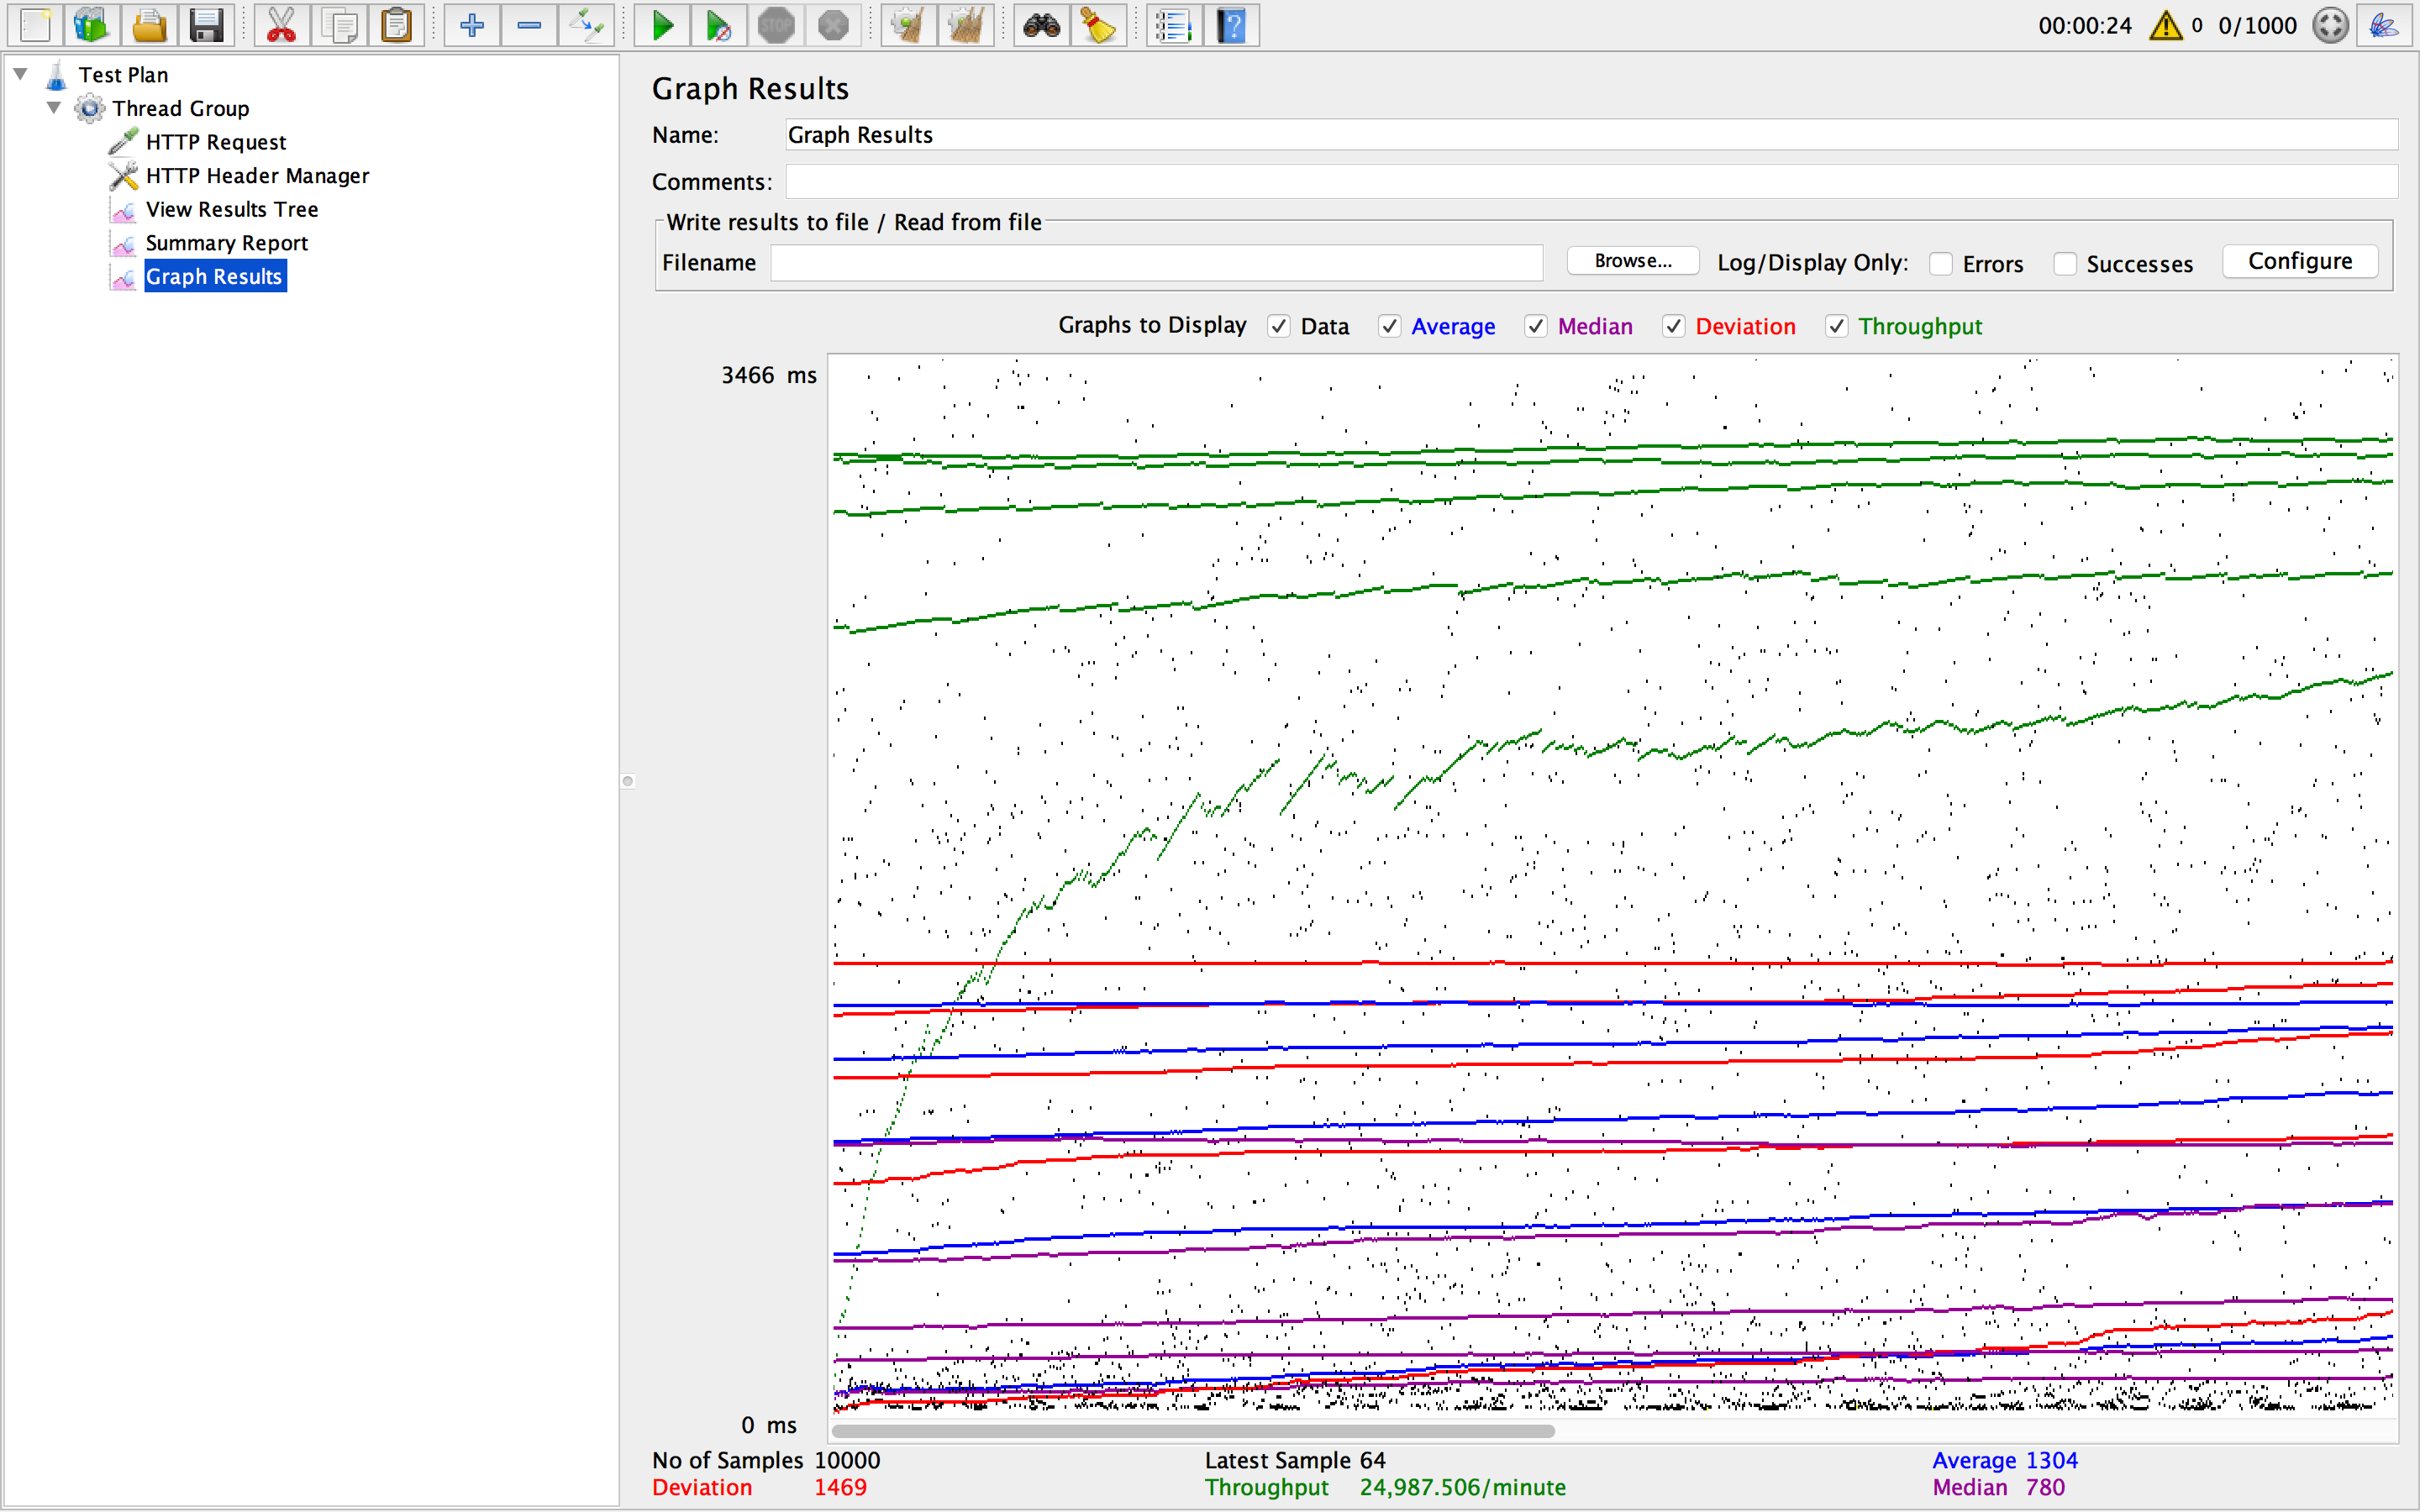 STOP
00:00:24 0 0/1000
Test Plan
Thread Group
HTTP Request
HTTP Header Manager
View Results Tree
Summary Report
Graph Results
Graph Results
Name: Graph Results
Comments:
Write results to file / Read from file
Filename Browse... Log/Display Only: Errors Successes Configure
Graphs to Display Data Average Median Deviation Throughput
3466 ms
0 ms
No of Samples 10000 Latest Sample 64 Average 1304
Deviation 1469 Throughput 24,987.506/minute Median 780